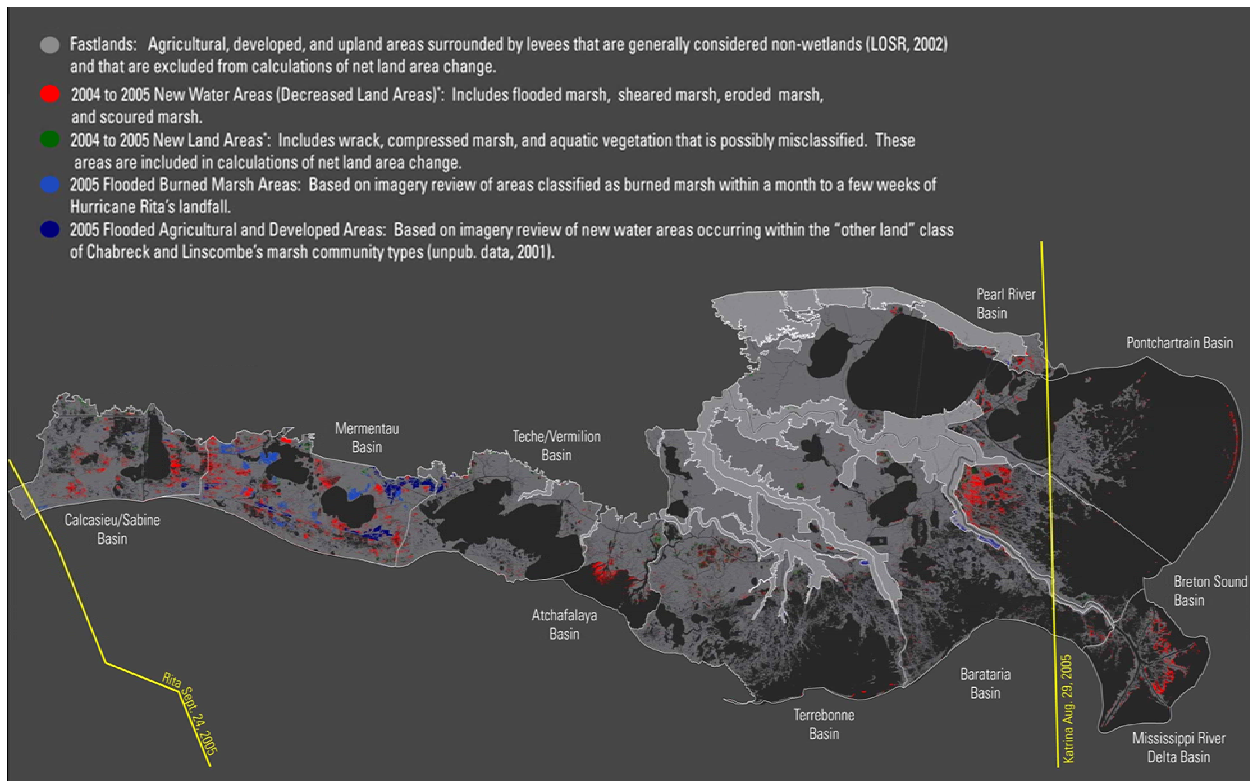 Fastlands: Agricultural, developed, and upland areas surrounded by levees that are generally considered non-wetlands (LOSR, 2002)
and that are excluded from calculations of net land area change.
2004 to 2005 New Water Areas (Decreased Land Areas)*: Includes flooded marsh, sheared marsh, eroded marsh,
and scoured marsh.
2004 to 2005 New Land Areas*: Includes wrack, compressed marsh, and aquatic vegetation that is possibly misclassified. These
areas are included in calculations of net land area change.
2005 Flooded Burned Marsh Areas: Based on imagery review of areas classified as burned marsh within a month to a few weeks of
Hurricane Rita's landfall.
2005 Flooded Agricultural and Developed Areas: Based on imagery review of new water areas occurring within the "other land" class
of Chabreck and Linscombe's marsh community types (unpub. data, 2001).
Pearl River
Basin
Pontchartrain Basin
Mermentau
Basin
Teche/Vermilion
Basin
Calcasieu/Sabine
Basin
Atchafalaya
Basin
Breton Sound
Basin
Barataria
Basin
Terrebonne
Basin
Mississippi River
Delta Basin
Rita Sept. 24, 2005
Katrina Aug. 29, 2005